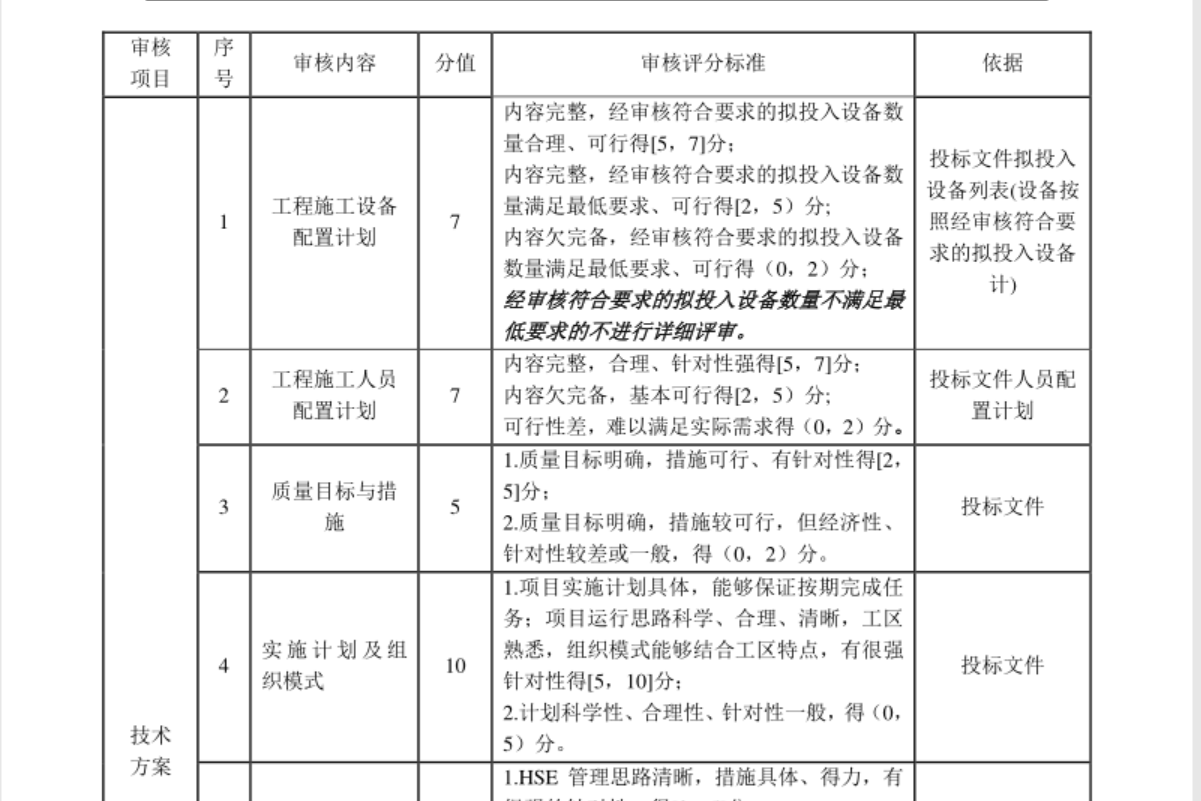 审核
项目
序
号
审核内容
分值
审核评分标准
依据
技术
方案
1
工程施工设备
配置计划
7
内容完整，经审核符合要求的拟投入设备数
量合理、可行得[5，7]分；
内容完整，经审核符合要求的拟投入设备数
量满足最低要求、可行得[2，5）分;
内容欠完备，经审核符合要求的拟投入设备
数量满足最低要求、可行得（0，2）分；
经审核符合要求的拟投入设备数量不满足最
低要求的不进行详细评审。
投标文件拟投入
设备列表(设备按
照经审核符合要
求的拟投入设备
计)
2
工程施工人员
配置计划
7
内容完整，合理、针对性强得[5，7]分；
内容欠完备，基本可行得[2，5）分;
可行性差，难以满足实际需求得（0，2）分。
投标文件人员配
置计划
3
质量目标与措
施
5
1.质量目标明确，措施可行、有针对性得[2，
5]分；
2.质量目标明确，措施较可行，但经济性、
针对性较差或一般，得（0，2）分。
投标文件
4
实施计划及组
织模式
10
1.项目实施计划具体，能够保证按期完成任
务；项目运行思路科学、合理、清晰，工区
熟悉，组织模式能够结合工区特点，有很强
针对性得[5，10]分；
2.计划科学性、合理性、针对性一般，得（0，
5）分。
投标文件
1.HSE 管理思路清晰，措施具体、得力，有